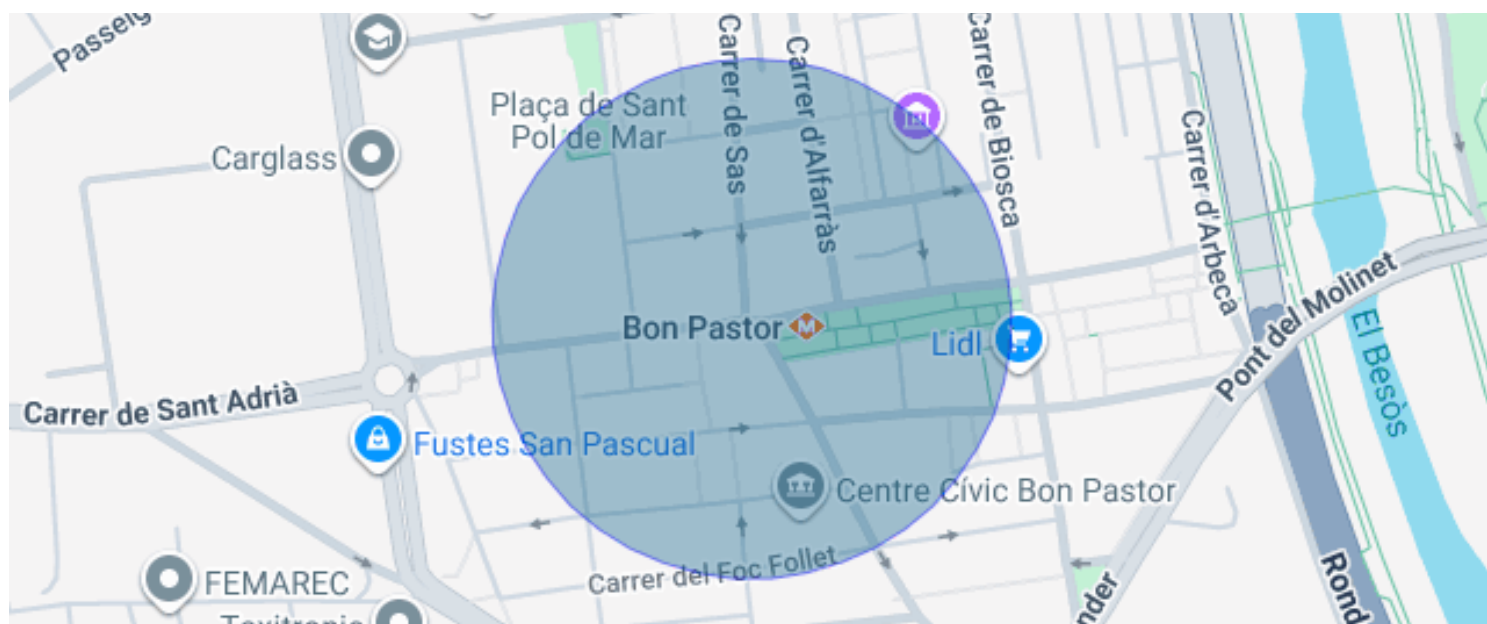 Passeig
Carrer de Sas
Carrer d'Alfarràs
Carrer de Biosca
Plaça de Sant
Pol de Mar
Carglass
Carrer d'Arbeca
Bon Pastor
M
Lidl
Pont del Molinet
El Besòs
Carrer de Sant Adrià
Fustes San Pascual
Centre Cívic Bon Pastor
Carrer del Foc Follet
FEMAREC
nder
Rond